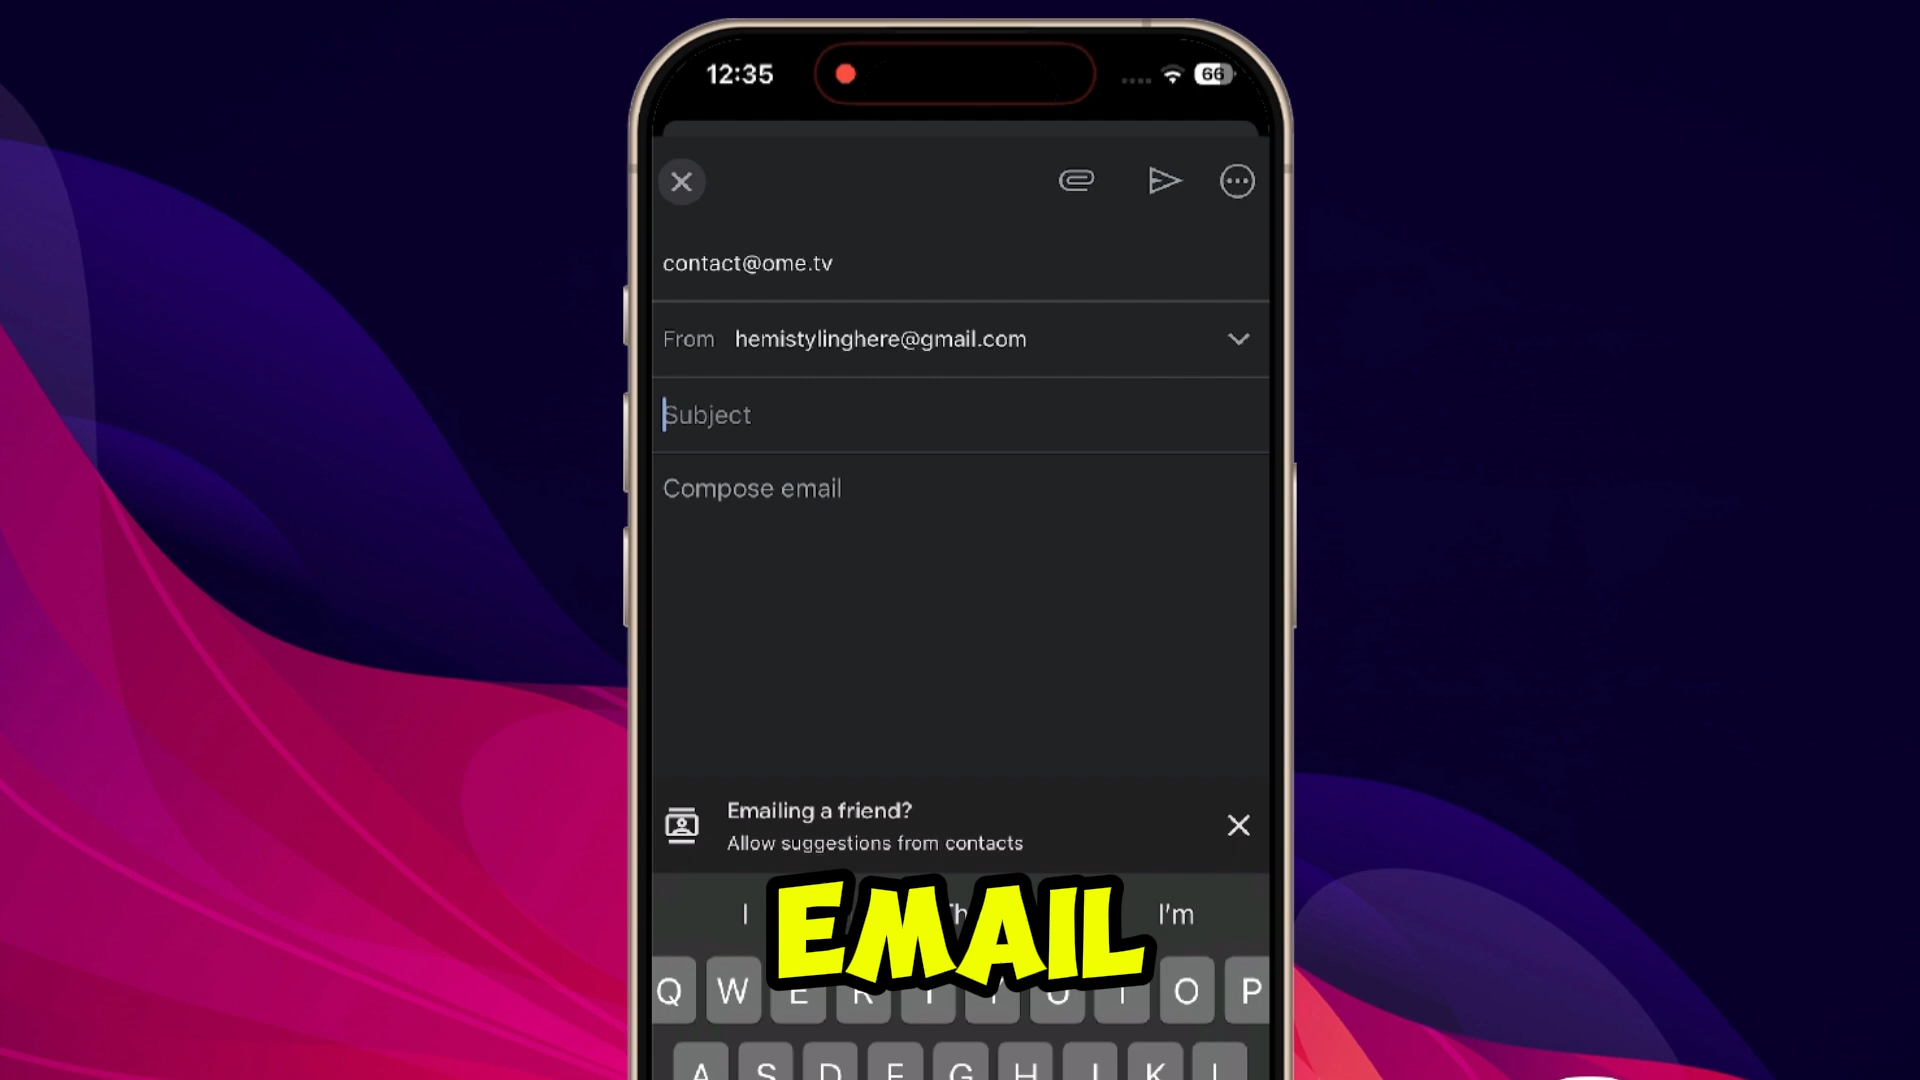 12:35
66
contact@ome.tv
From hemistylinghere@gmail.com
Subject
Compose email
Emailing a friend?
Allow suggestions from contacts
I I'm
EMAIL
Q W E R T Y U I O P
A S D F G H J K L